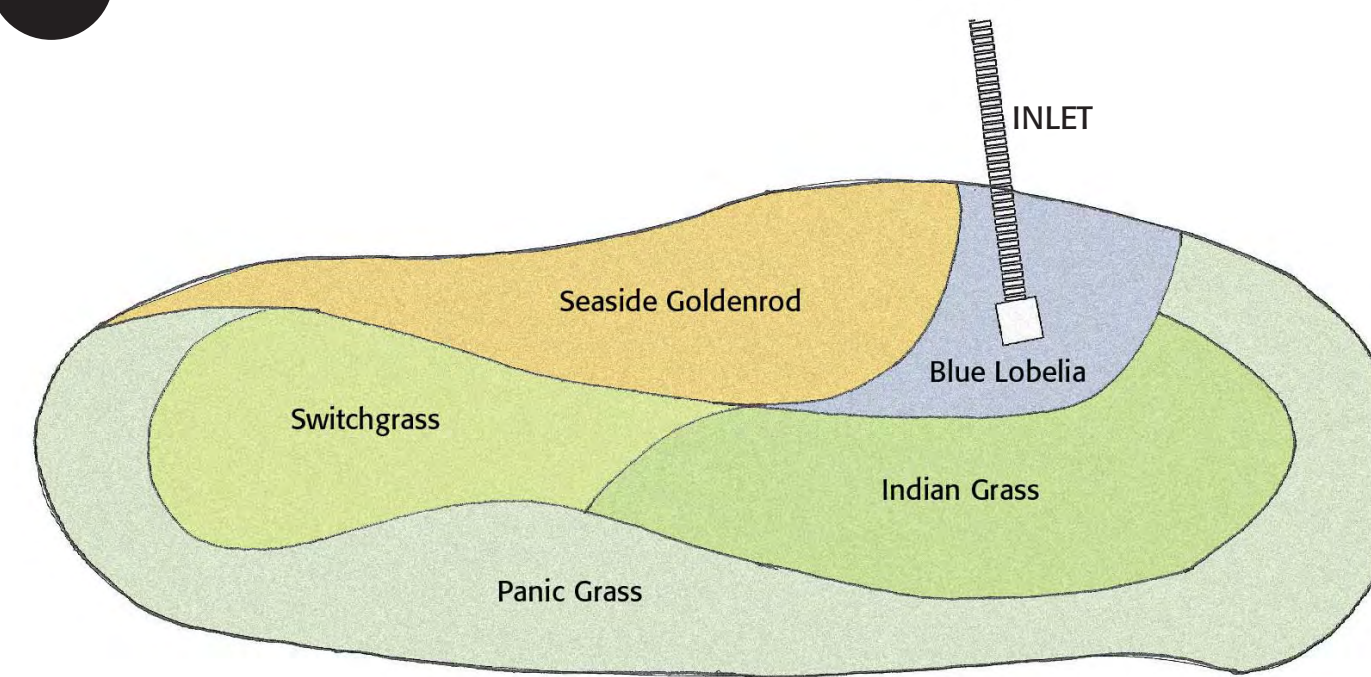 INLET
Seaside Goldenrod
Blue Lobelia
Switchgrass
Indian Grass
Panic Grass